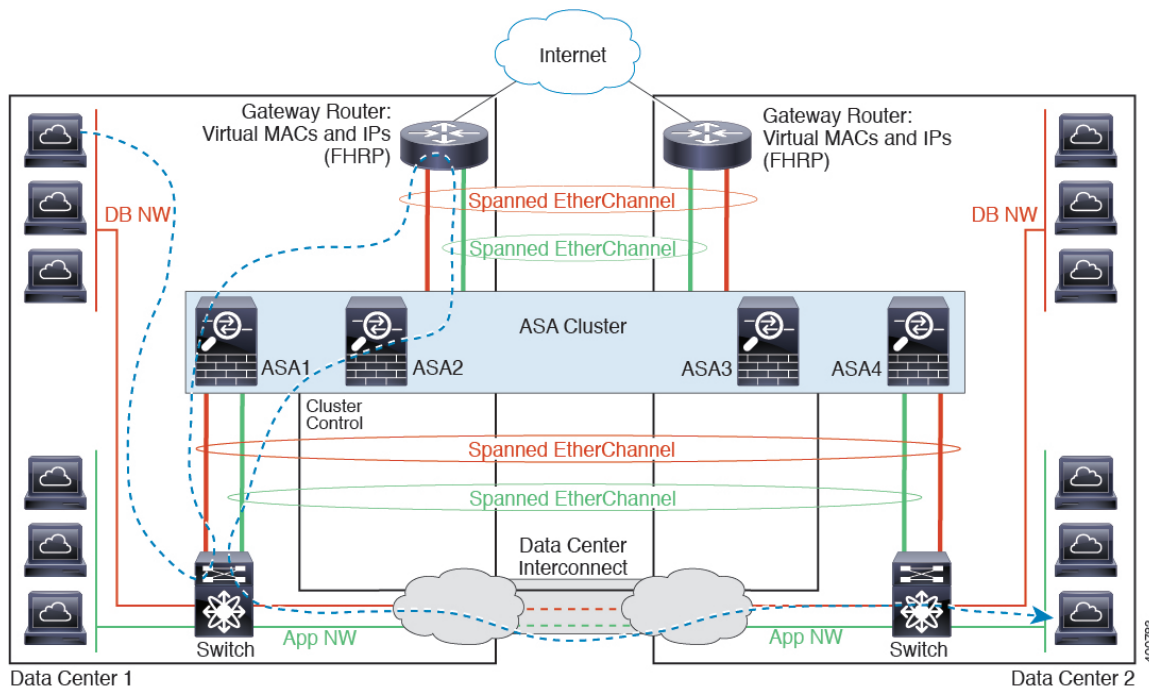 Internet
Gateway Router:
Virtual MACs and IPs
(FHRP)
Gateway Router:
Virtual MACs and IPs
(FHRP)
Spanned EtherChannel
DB NW
DB NW
Spanned EtherChannel
ASA Cluster
ASA1
ASA2
ASA3
ASA4
Cluster
Control
Spanned EtherChannel
Spanned EtherChannel
Data Center
Interconnect
App NW
App NW
Switch
Switch
Data Center 1
Data Center 2